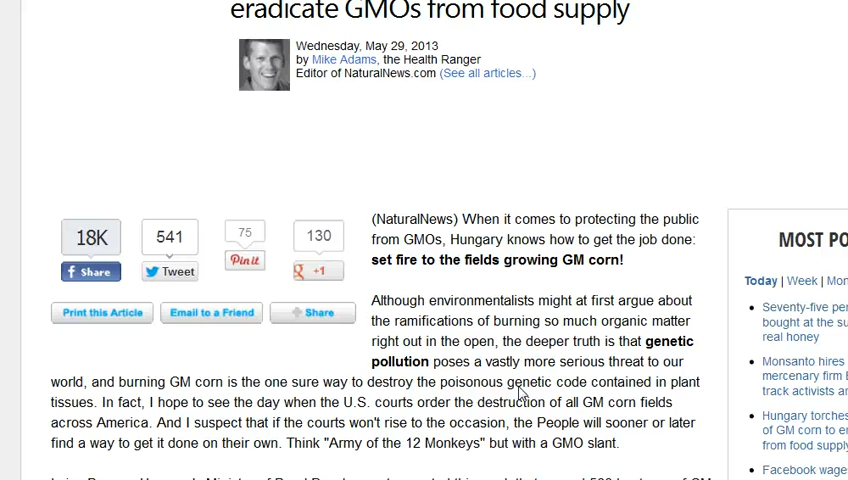 eradicate GMOs from food supply
Wednesday, May 29, 2013
by Mike Adams, the Health Ranger
Editor of NaturalNews.com (See all articles...)
18K
541
75
130
Share
Tweet
Pin it
+1
Print this Article
Email to a Friend
Share
(NaturalNews) When it comes to protecting the public
from GMOs, Hungary knows how to get the job done:
set fire to the fields growing GM corn!
Although environmentalists might at first argue about
the ramifications of burning so much organic matter
right out in the open, the deeper truth is that genetic
pollution poses a vastly more serious threat to our
world, and burning GM corn is the one sure way to destroy the poisonous genetic code contained in plant
tissues. In fact, I hope to see the day when the U.S. courts order the destruction of all GM corn fields
across America. And I suspect that if the courts won't rise to the occasion, the People will sooner or later
find a way to get it done on their own. Think "Army of the 12 Monkeys" but with a GMO slant.
MOST PO
Today | Week | Mon
Seventy-five per
bought at the su
real honey
Monsanto hires
mercenary firm B
track activists an
Hungary torches
of GM corn to er
from food supply
Facebook wage